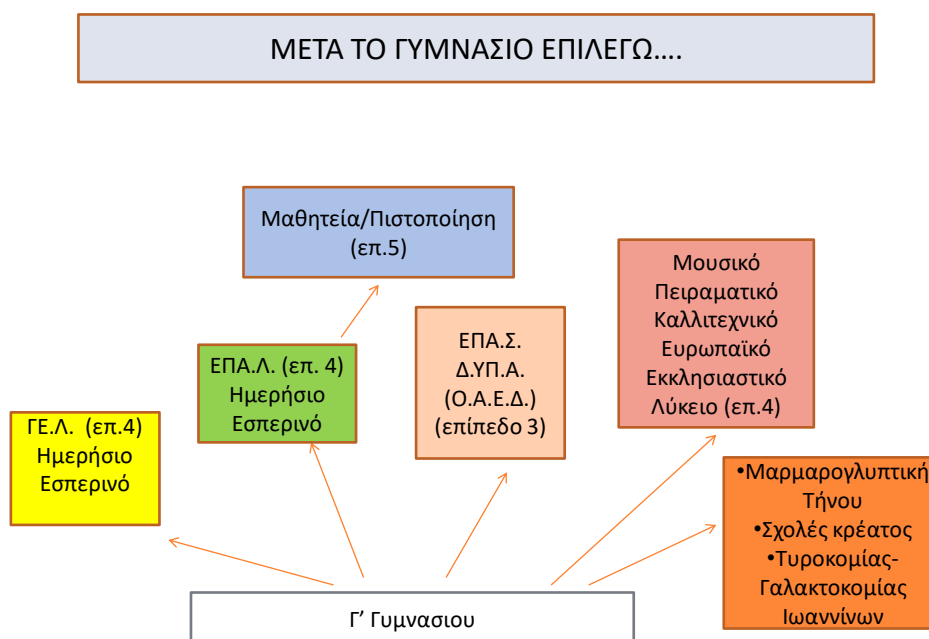 ΜΕΤΑ ΤΟ ΓΥΜΝΑΣΙΟ ΕΠΙΛΕΓΩ....
Μαθητεία/Πιστοποίηση
(επ.5)
Μουσικό
Πειραματικό
Καλλιτεχνικό
Ευρωπαϊκό
Εκκλησιαστικό
Λύκειο (επ.4)
ΕΠΑ.Σ.
Δ.ΥΠ.Α.
(Ο.Α.Ε.Δ.)
(επίπεδο 3)
ΕΠΑ.Λ. (επ. 4)
Ημερήσιο
Εσπερινό
ΓΕ.Λ. (επ.4)
Ημερήσιο
Εσπερινό
•Μαρμαρογλυπτική
Τήνου
•Σχολές κρέατος
•Τυροκομίας-
Γαλακτοκομίας
Ιωαννίνων
Γ’ Γυμνασιου